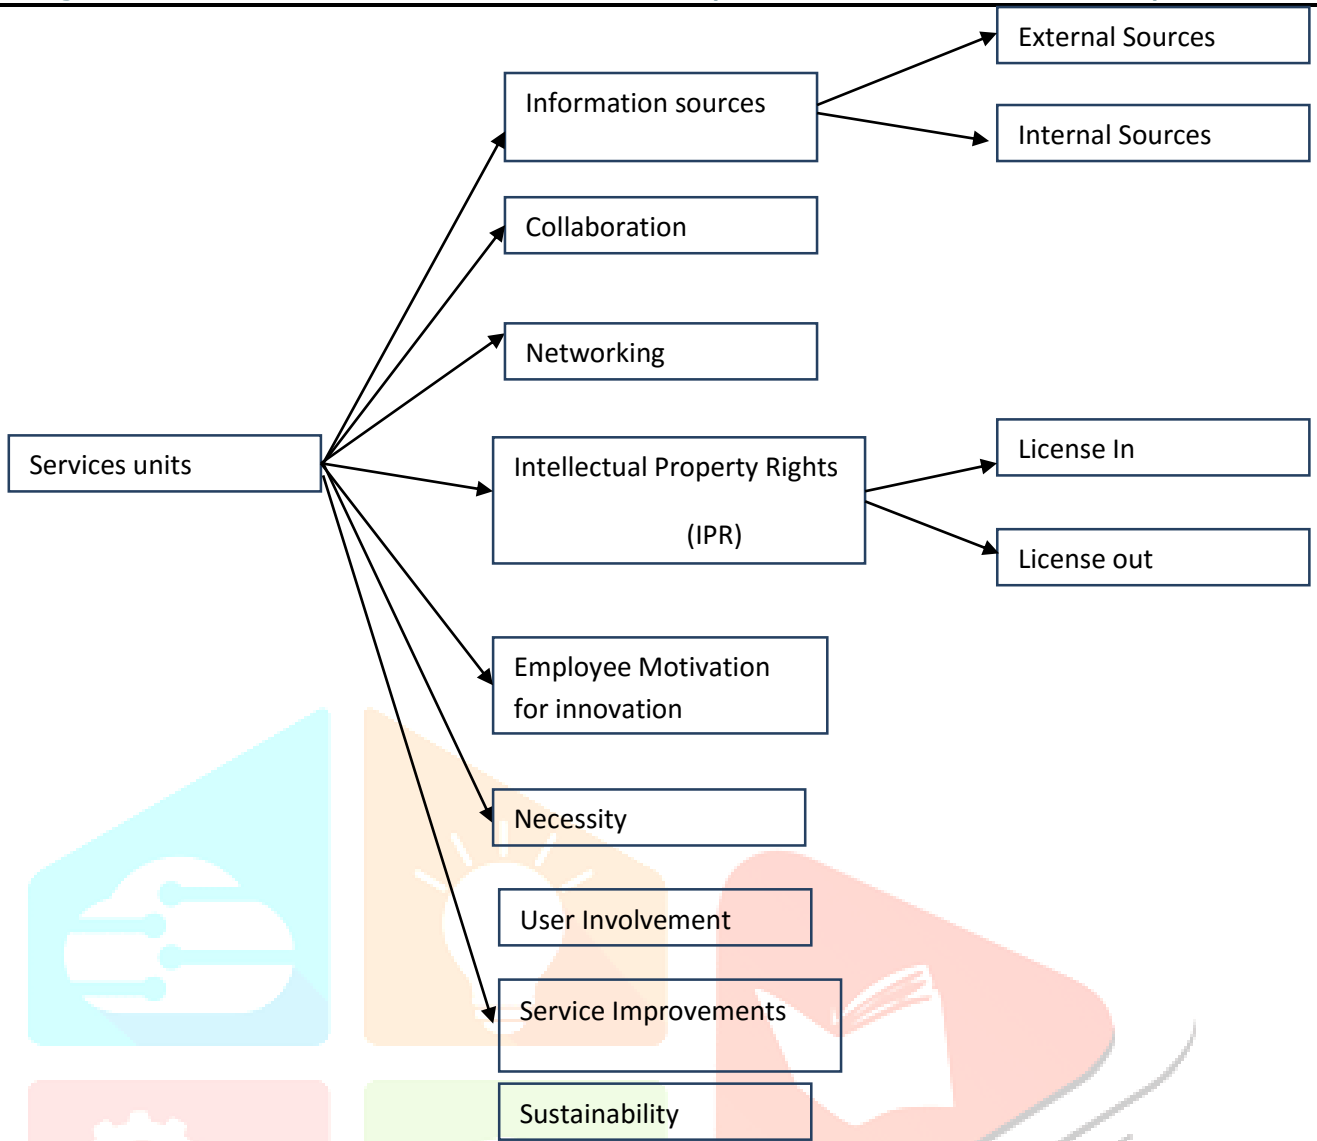 External Sources
Information sources
Internal Sources
Collaboration
Networking
Services units
Intellectual Property Rights
(IPR)
License In
License out
Employee Motivation
for innovation
Necessity
User Involvement
Service Improvements
Sustainability